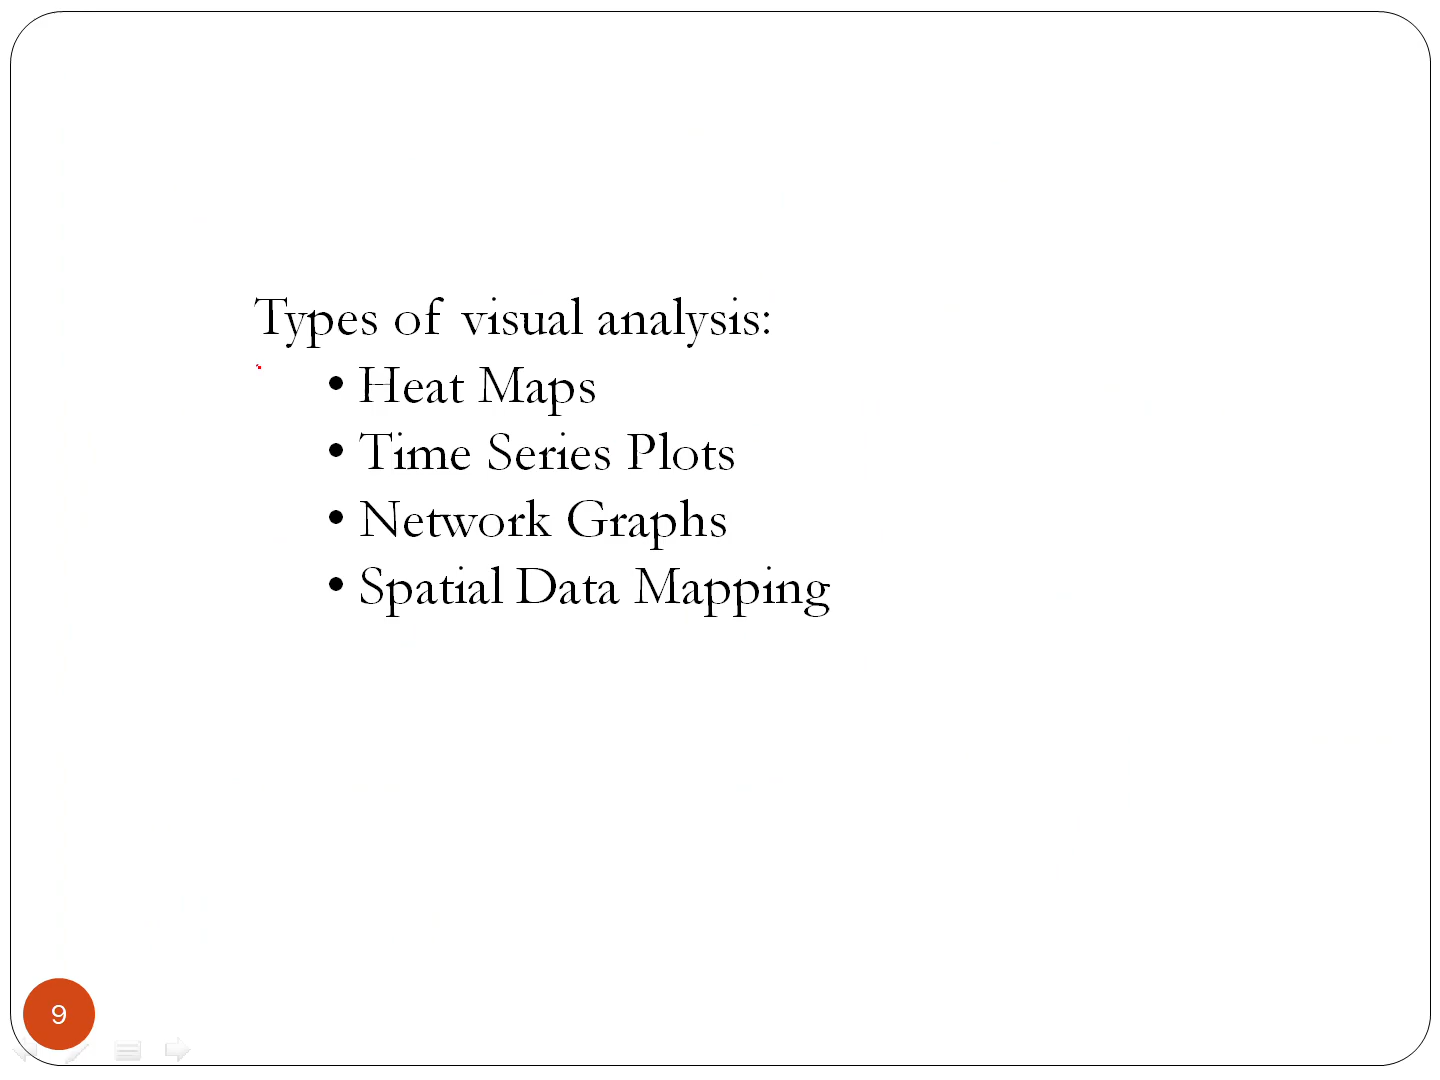 Types of visual analysis:
• Heat Maps
• Time Series Plots
• Network Graphs
• Spatial Data Mapping
9